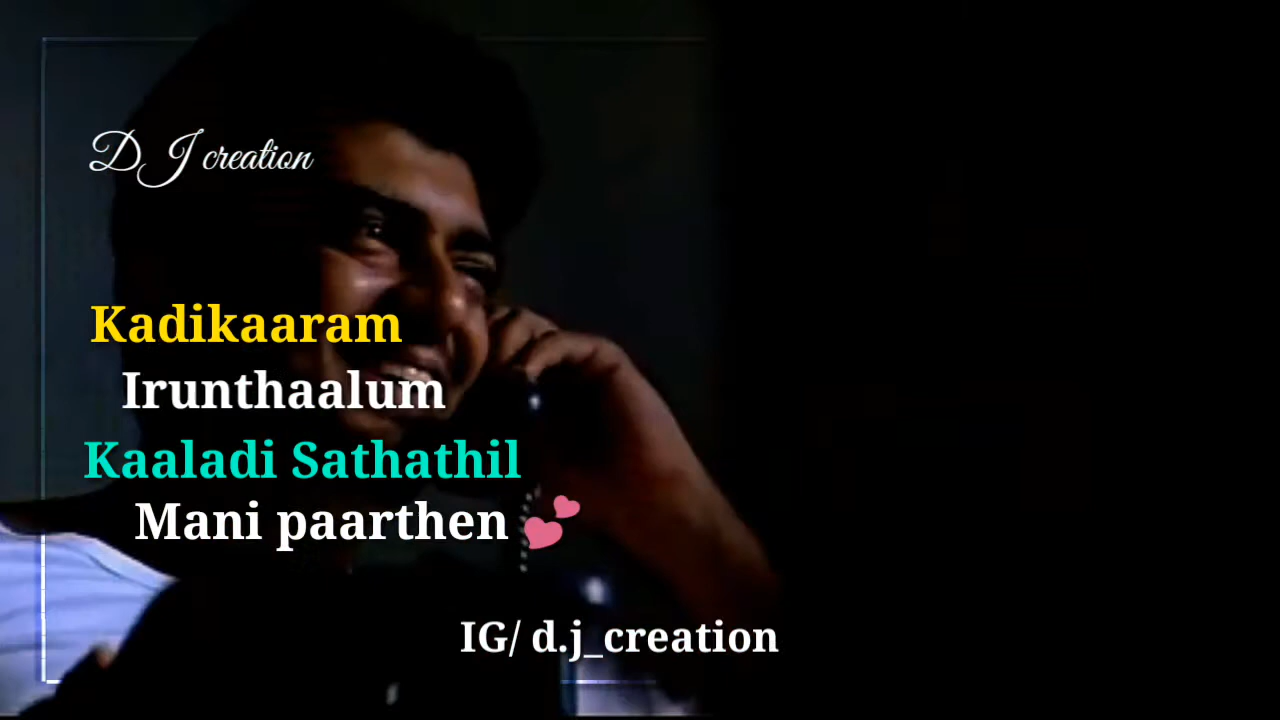 D J creation
Kadikaaram
Irunthaalum
Kaaladi Sathathil
Mani paarthen 💕
IG/ d.j_creation